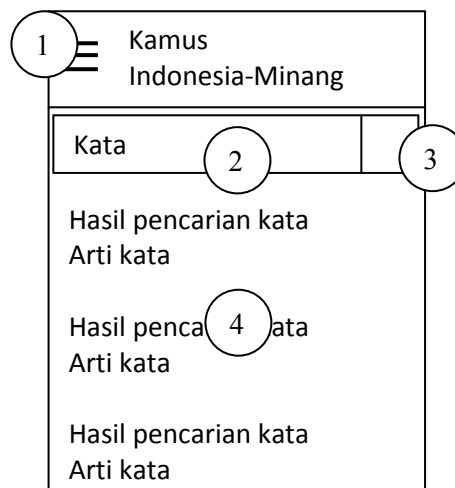 1
Kamus
Indonesia-Minang
Kata
2
3
Hasil pencarian kata
Arti kata
Hasil penca 4 ata
Arti kata
Hasil pencarian kata
Arti kata